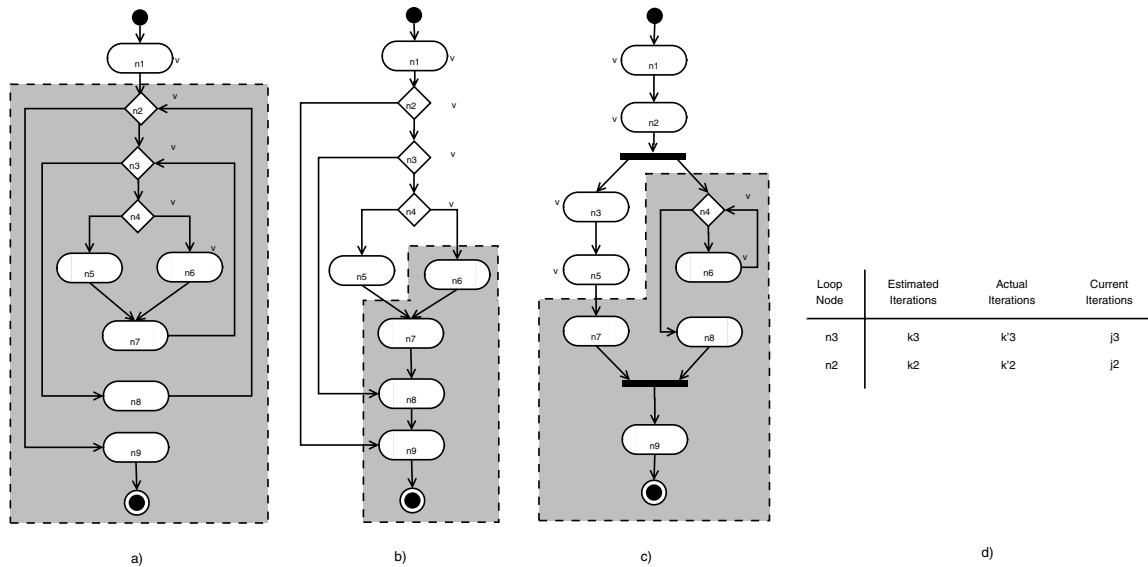 n1
v
n2
v
n3
v
n4
v
n5
n6
v
n7
n8
n9
a)
n1
v
n2
v
n3
v
n4
v
n5
n6
n7
n8
n9
b)
v
n1
v
n2
v
n3
n4
v
v
n5
n6
v
n7
n8
n9
c)
Loop Node
Estimated Iterations
Actual Iterations
Current Iterations
n3
k3
k'3
j3
n2
k2
k'2
j2
d)